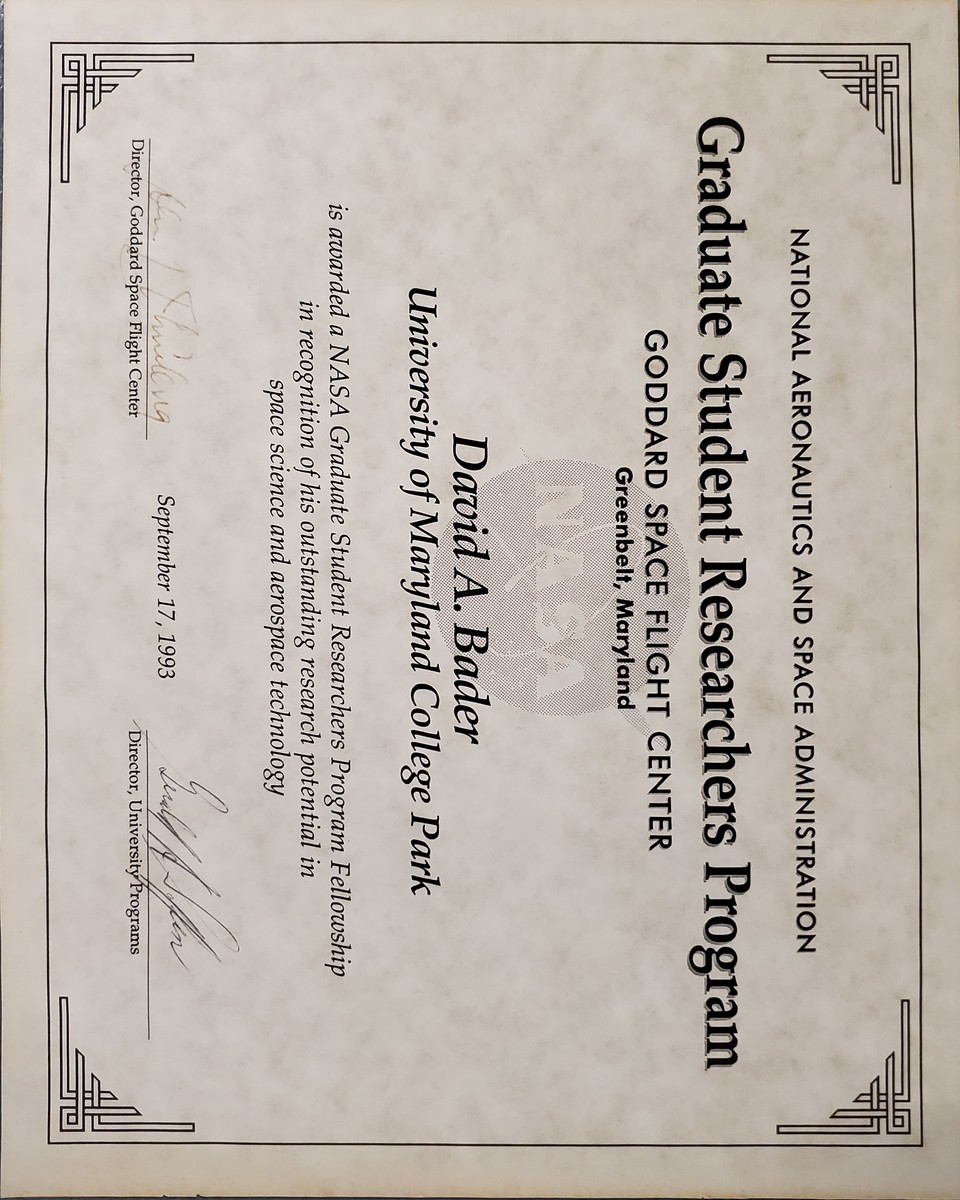 NATIONAL AERONAUTICS AND SPACE ADMINISTRATION
Graduate Student Researchers Program
GODDARD SPACE FLIGHT CENTER
Greenbelt, Maryland
NASA
David A. Bader
University of Maryland College Park
is awarded a NASA Graduate Student Researchers Program Fellowship
in recognition of his outstanding research potential in
space science and aerospace technology
September 17, 1993
Director, Goddard Space Flight Center
Director, University Programs